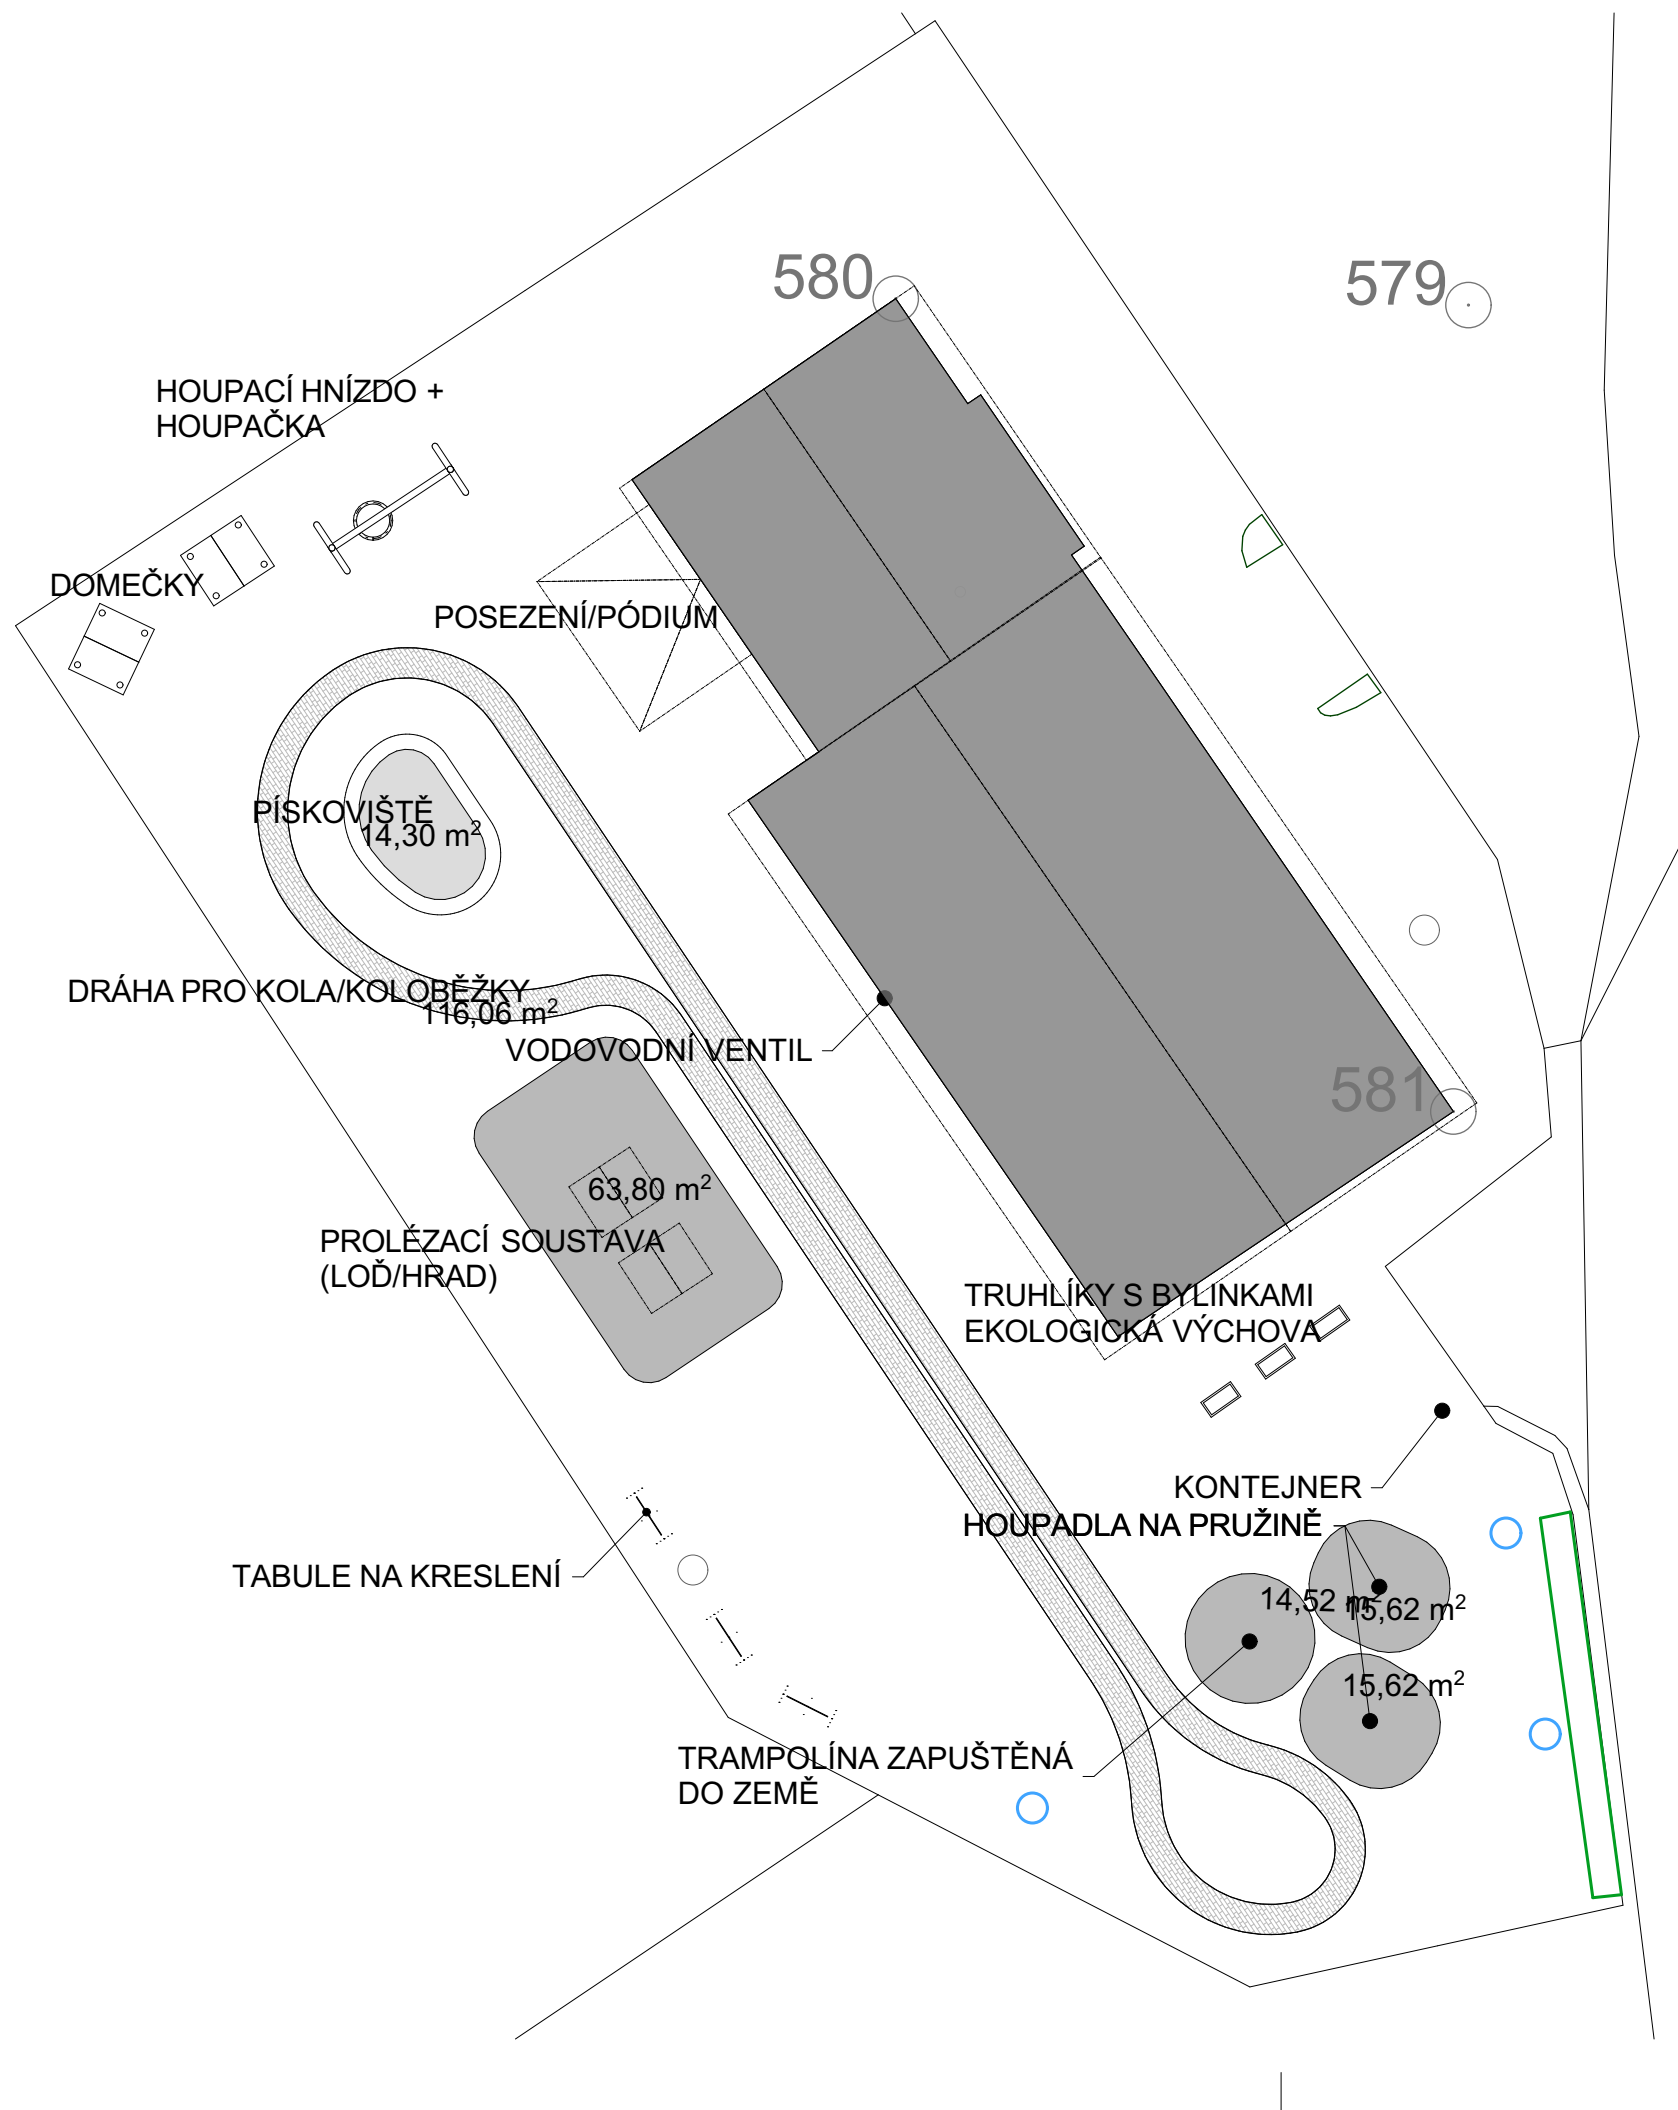 580
579
HOUPACÍ HNÍZDO +
HOUPAČKA
DOMEČKY
POSEZENÍ/PÓDIUM
PÍSKOVIŠTĚ
14,30 m²
DRÁHA PRO KOLA/KOLOBĚŽKY
116,06 m²
VODOVODNÍ VENTIL
581
63,80 m²
PROLÉZACÍ SOUSTAVA
(LOĎ/HRAD)
TRUHLÍKY S BYLINKAMI
EKOLOGICKÁ VÝCHOVA
KONTEJNER
HOUPADLA NA PRUŽINĚ
TABULE NA KRESLENÍ
14,52 m²
15,62 m²
15,62 m²
TRAMPOLÍNA ZAPUŠTĚNÁ
DO ZEMĚ